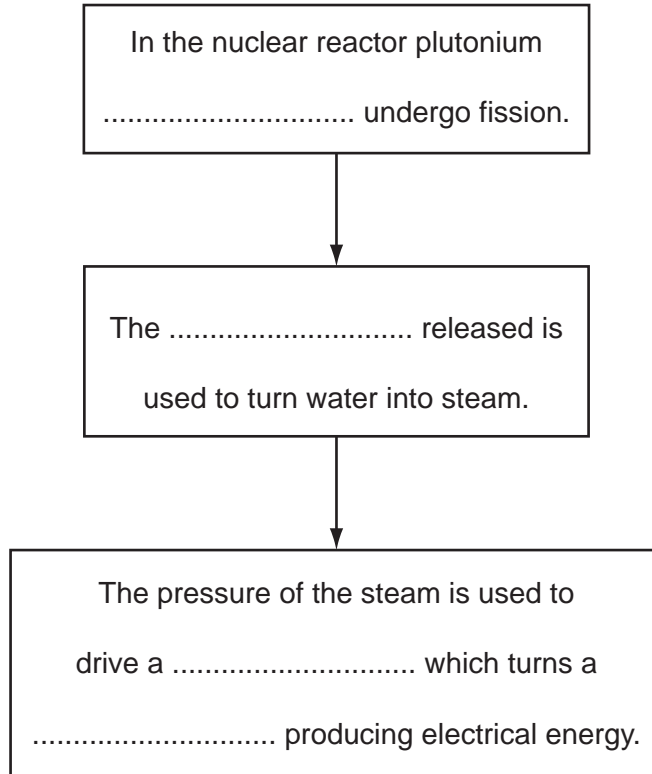 In the nuclear reactor plutonium
............................... undergo fission.
The .............................. released is
used to turn water into steam.
The pressure of the steam is used to
drive a .............................. which turns a
.............................. producing electrical energy.